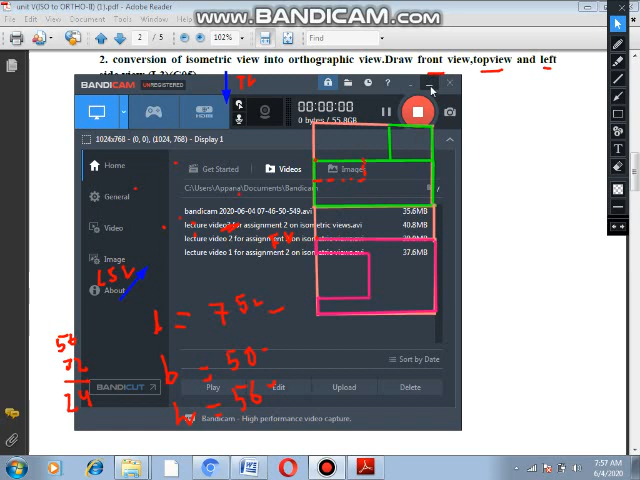 unit V(ISO to ORTHO-II) (1).pdf - Adobe Reader
WWW.BANDICAM.COM
Document Tools Window Help
2 / 5 102% Find
2. conversion of isometric view into orthographic view.Draw front view,topview and left
BANDICAM UNREGISTERED
TV
HDMI
00:00:00
0 bytes / 55.8GB
1024x768 - (0, 0), (1024, 768) - Display 1
Home
General
Video
Image
About
Get Started Videos Images
C:\Users\Appana\Documents\Bandicam
bandicam 2020-06-04 07-46-50-549.avi 35.6MB
lecture video3 for assignment 2 on isometric views.avi 40.8MB
lecture video 2 for assignment 2 on isometric views.avi
lecture video 1 for assignment 2 on isometric views.avi 37.6MB
FV
LSV
l = 75
b = 50
h = 56
56
32
24
Sort by Date
BANDICUT
Play Edit Upload Delete
Bandicam - High performance video capture.
7:57 AM
6/4/2020